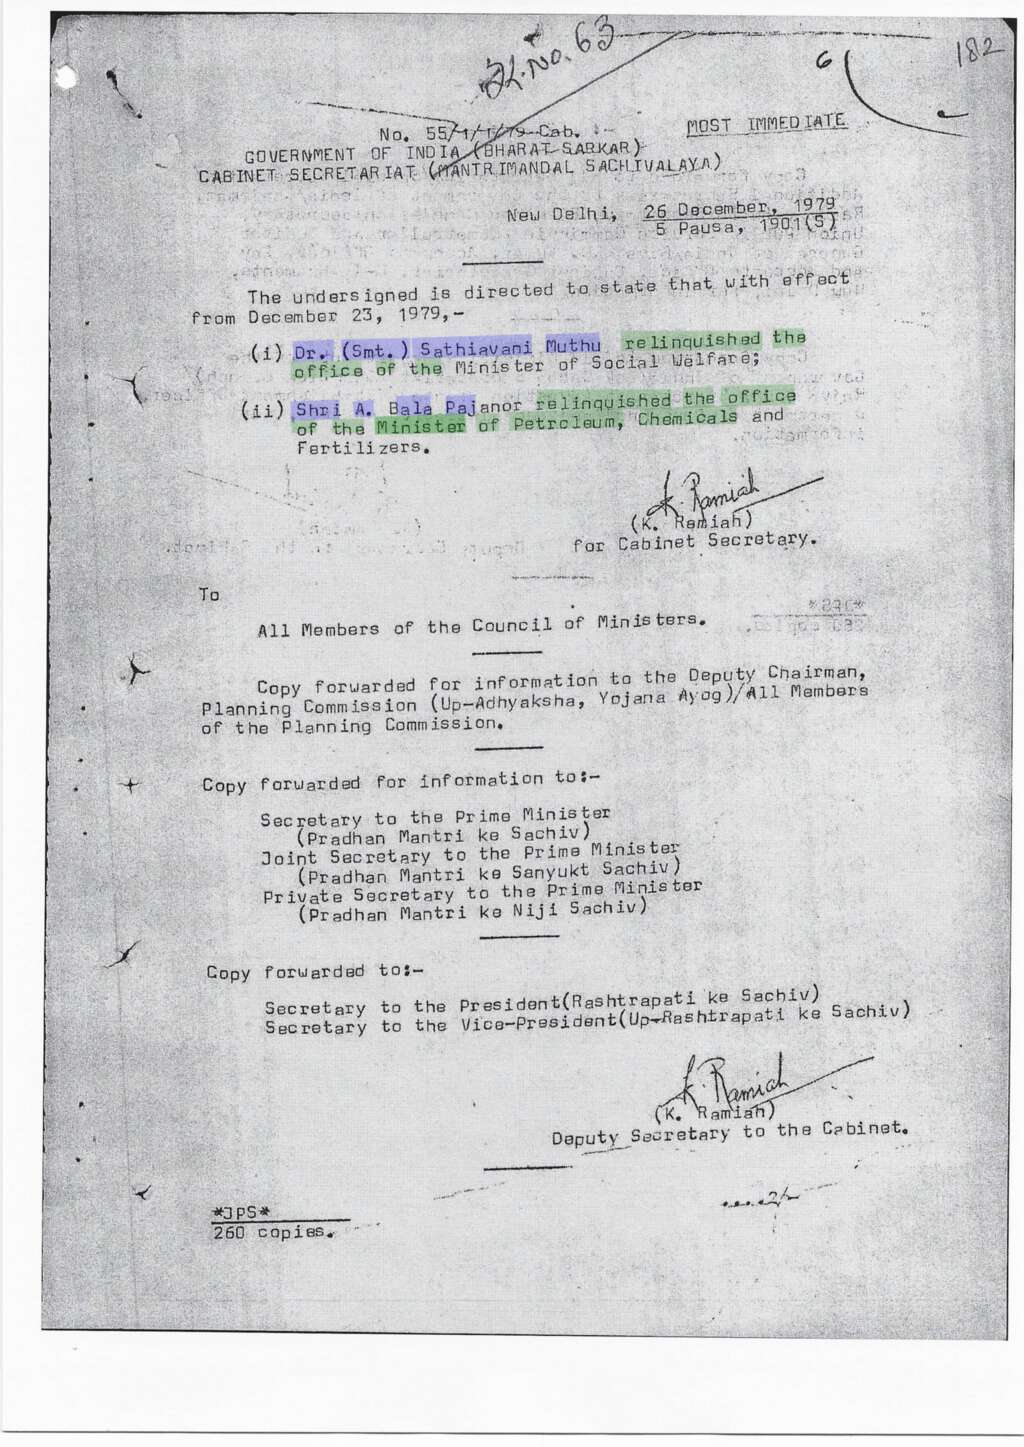 Sl.No. 63
6
182
No. 55/1/1/79-Cab.
MOST IMMEDIATE
GOVERNMENT OF INDIA (BHARAT SARKAR)
CABINET SECRETARIAT (MANTRIMANDAL SACHIVALAYA)
New Delhi, 26 December, 1979
5 Pausa, 1901(S)
The undersigned is directed to state that with effect
from December 23, 1979,-
(i) Dr. (Smt.) Sathiavani Muthu relinquished the
office of the Minister of Social Welfare;
(ii) Shri A. Bala Pajanor relinquished the office
of the Minister of Petroleum, Chemicals and
Fertilizers.
K. Ramiah
(K. Ramiah)
for Cabinet Secretary.
To
All Members of the Council of Ministers.
Copy forwarded for information to the Deputy Chairman,
Planning Commission (Up-Adhyaksha, Yojana Ayog)/All Members
of the Planning Commission.
Copy forwarded for information to:-
Secretary to the Prime Minister
(Pradhan Mantri ke Sachiv)
Joint Secretary to the Prime Minister
(Pradhan Mantri ke Sanyukt Sachiv)
Private Secretary to the Prime Minister
(Pradhan Mantri ke Niji Sachiv)
Copy forwarded to:-
Secretary to the President(Rashtrapati ke Sachiv)
Secretary to the Vice-President(Up-Rashtrapati ke Sachiv)
K. Ramiah
(K. Ramiah)
Deputy Secretary to the Cabinet.
.....2/-
*JPS*
260 copies.